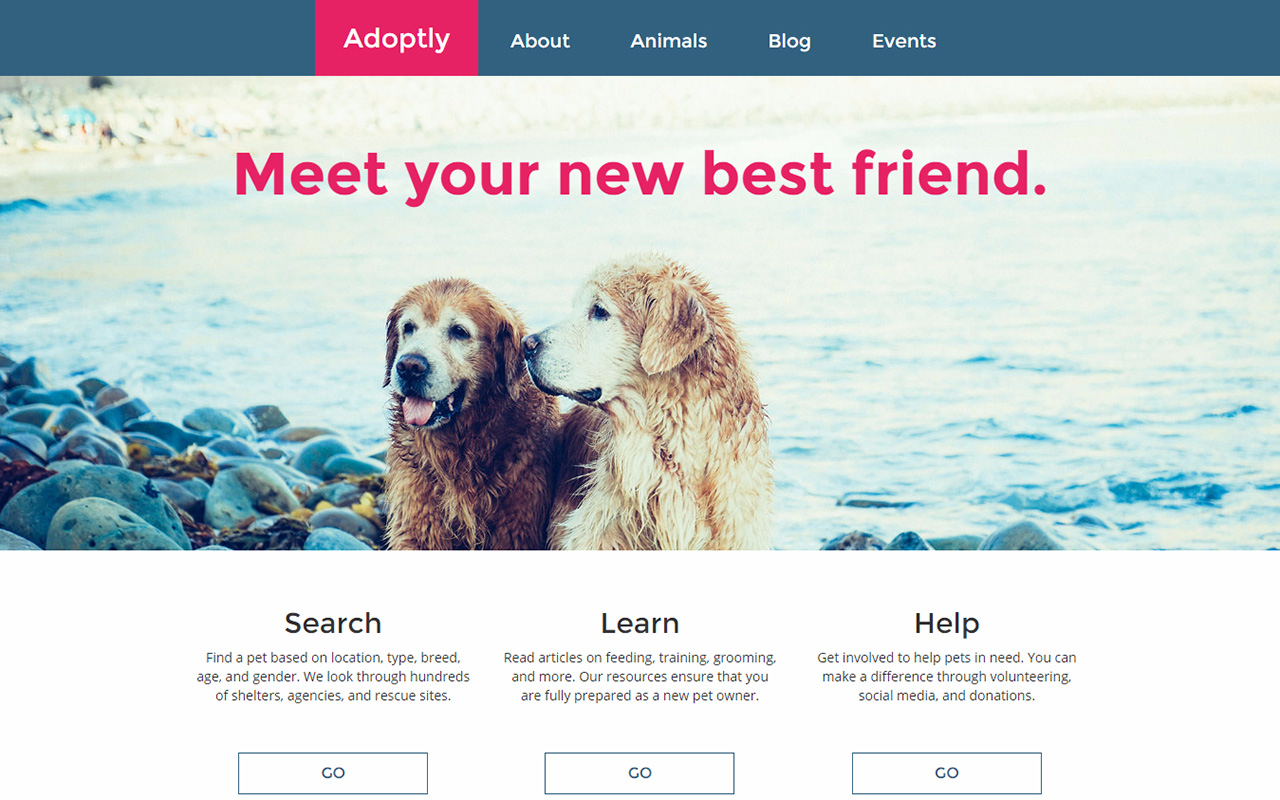 Adoptly About Animals Blog Events
Meet your new best friend.
Search
Find a pet based on location, type, breed,
age, and gender. We look through hundreds
of shelters, agencies, and rescue sites.
GO
Learn
Read articles on feeding, training, grooming,
and more. Our resources ensure that you
are fully prepared as a new pet owner.
GO
Help
Get involved to help pets in need. You can
make a difference through volunteering,
social media, and donations.
GO